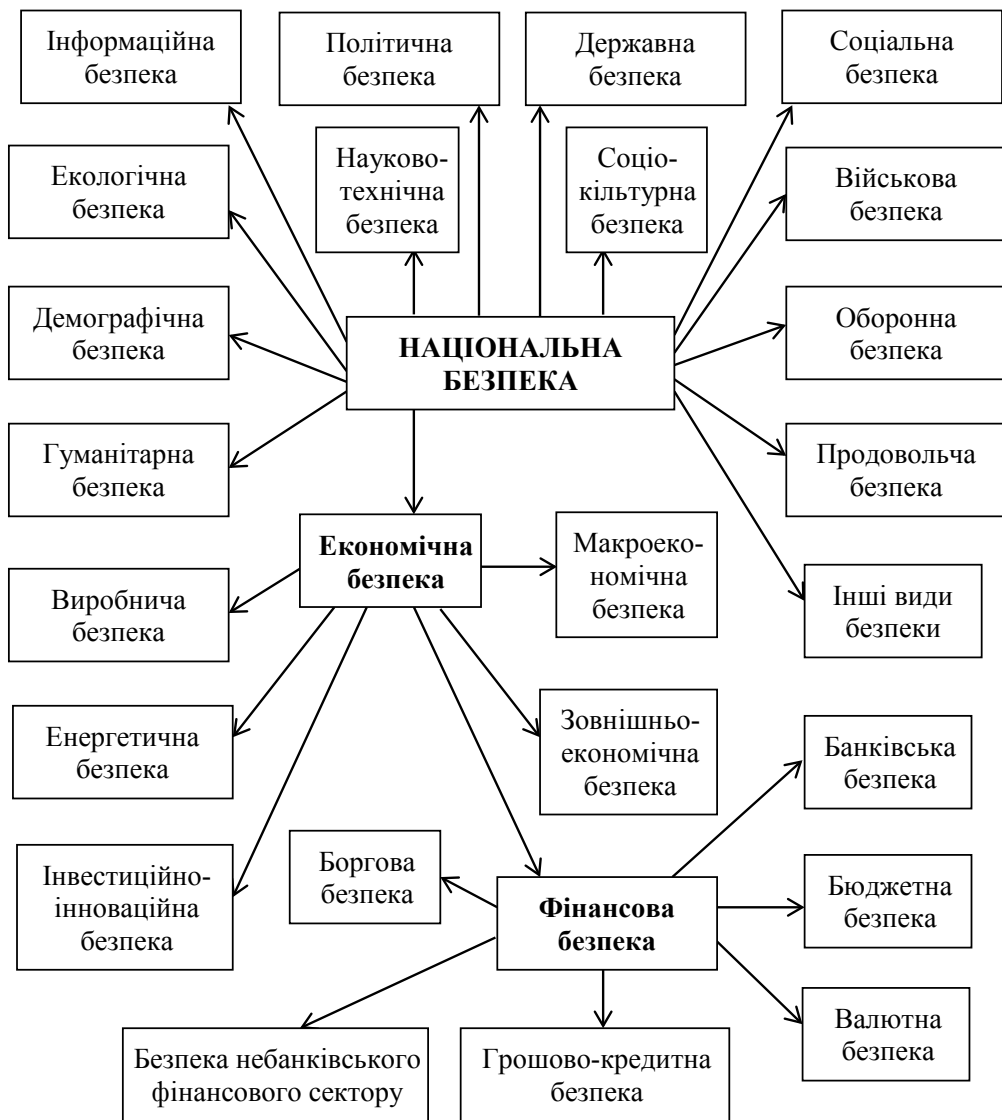 Інформаційна
безпека
Політична
безпека
Державна
безпека
Соціальна
безпека
Екологічна
безпека
Науково-
технічна
безпека
Соціо-
кільтурна
безпека
Військова
безпека
Демографічна
безпека
НАЦІОНАЛЬНА
БЕЗПЕКА
Оборонна
безпека
Гуманітарна
безпека
Продовольча
безпека
Економічна
безпека
Макроеко-
номічна
безпека
Виробнича
безпека
Інші види
безпеки
Енергетична
безпека
Зовнішньо-
економічна
безпека
Банківська
безпека
Інвестиційно-
інноваційна
безпека
Боргова
безпека
Фінансова
безпека
Бюджетна
безпека
Валютна
безпека
Безпека небанківського
фінансового сектору
Грошово-кредитна
безпека